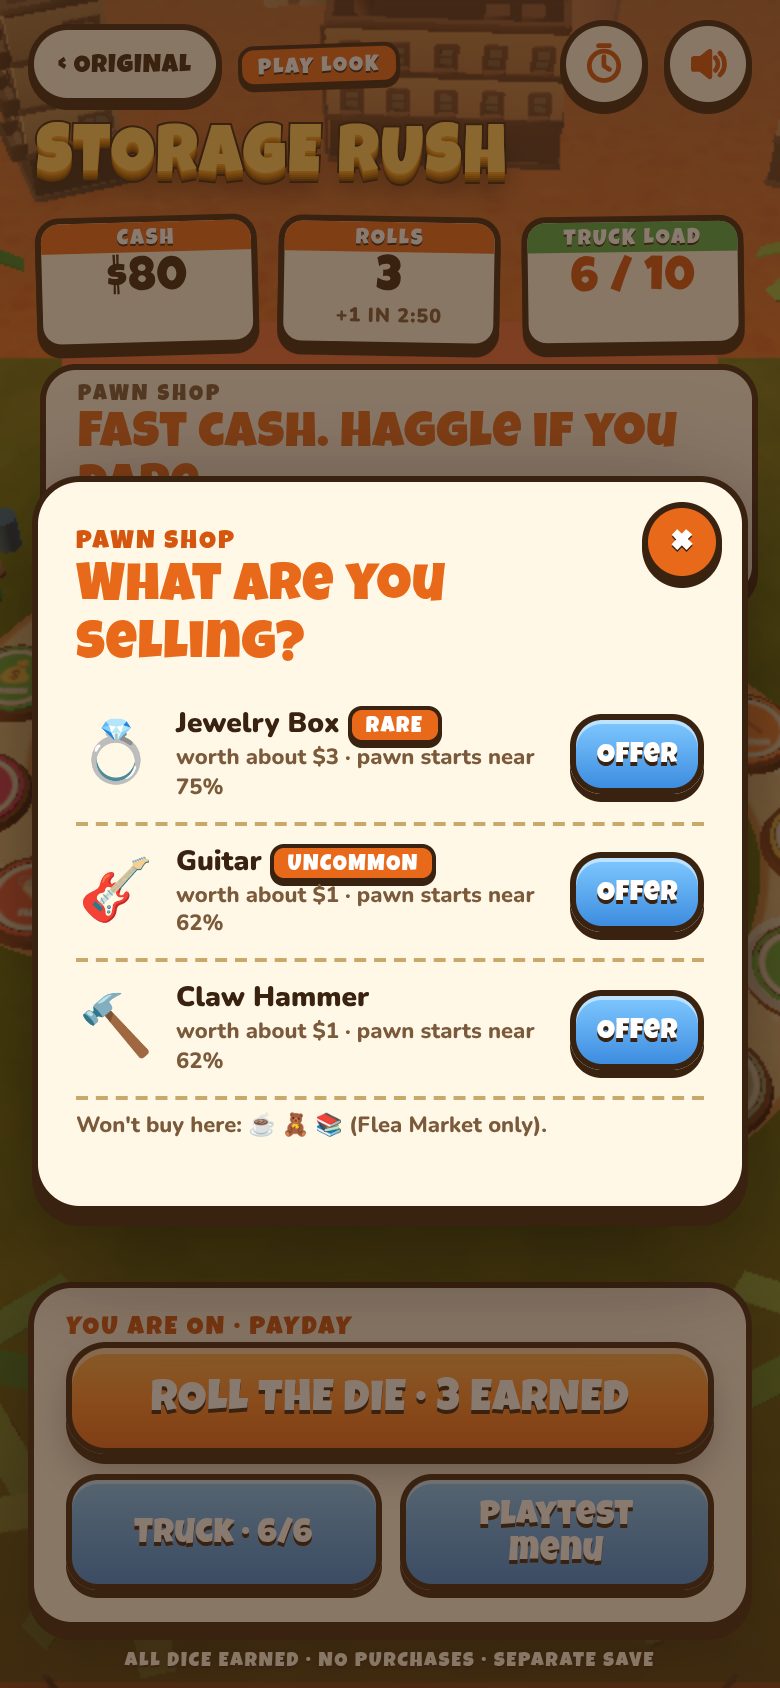 < ORIGINAL
PLAY LOOK
STORAGE RUSH
CASH
$80
ROLLS
3
+1 IN 2:50
TRUCK LOAD
6 / 10
PAWN SHOP
FAST CASH. HAGGLE IF YOU
DARE
PAWN SHOP
WHAT ARE YOU
SELLING?
Jewelry Box RARE
worth about $3 · pawn starts near
75%
OFFER
Guitar UNCOMMON
worth about $1 · pawn starts near
62%
OFFER
Claw Hammer
worth about $1 · pawn starts near
62%
OFFER
Won't buy here: ☕ 🧸 📚 (Flea Market only).
YOU ARE ON · PAYDAY
ROLL THE DIE · 3 EARNED
TRUCK · 6/6
PLAYTEST
MENU
ALL DICE EARNED · NO PURCHASES · SEPARATE SAVE